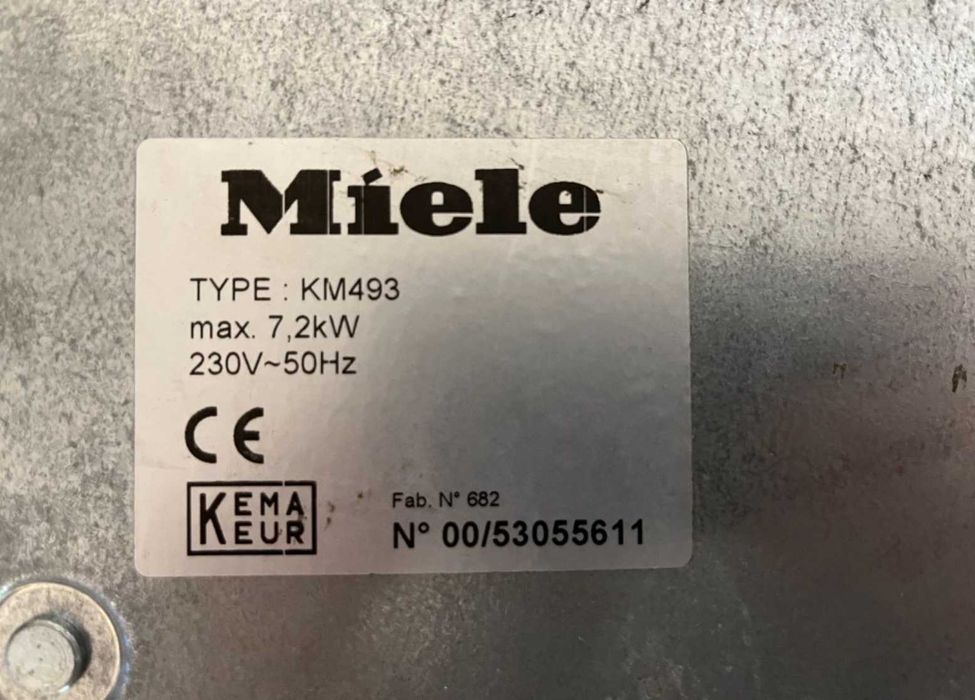 Miele
TYPE : KM493
max. 7,2kW
230V~50Hz
CE
KEMA
KEUR
Fab. N° 682
N° 00/53055611